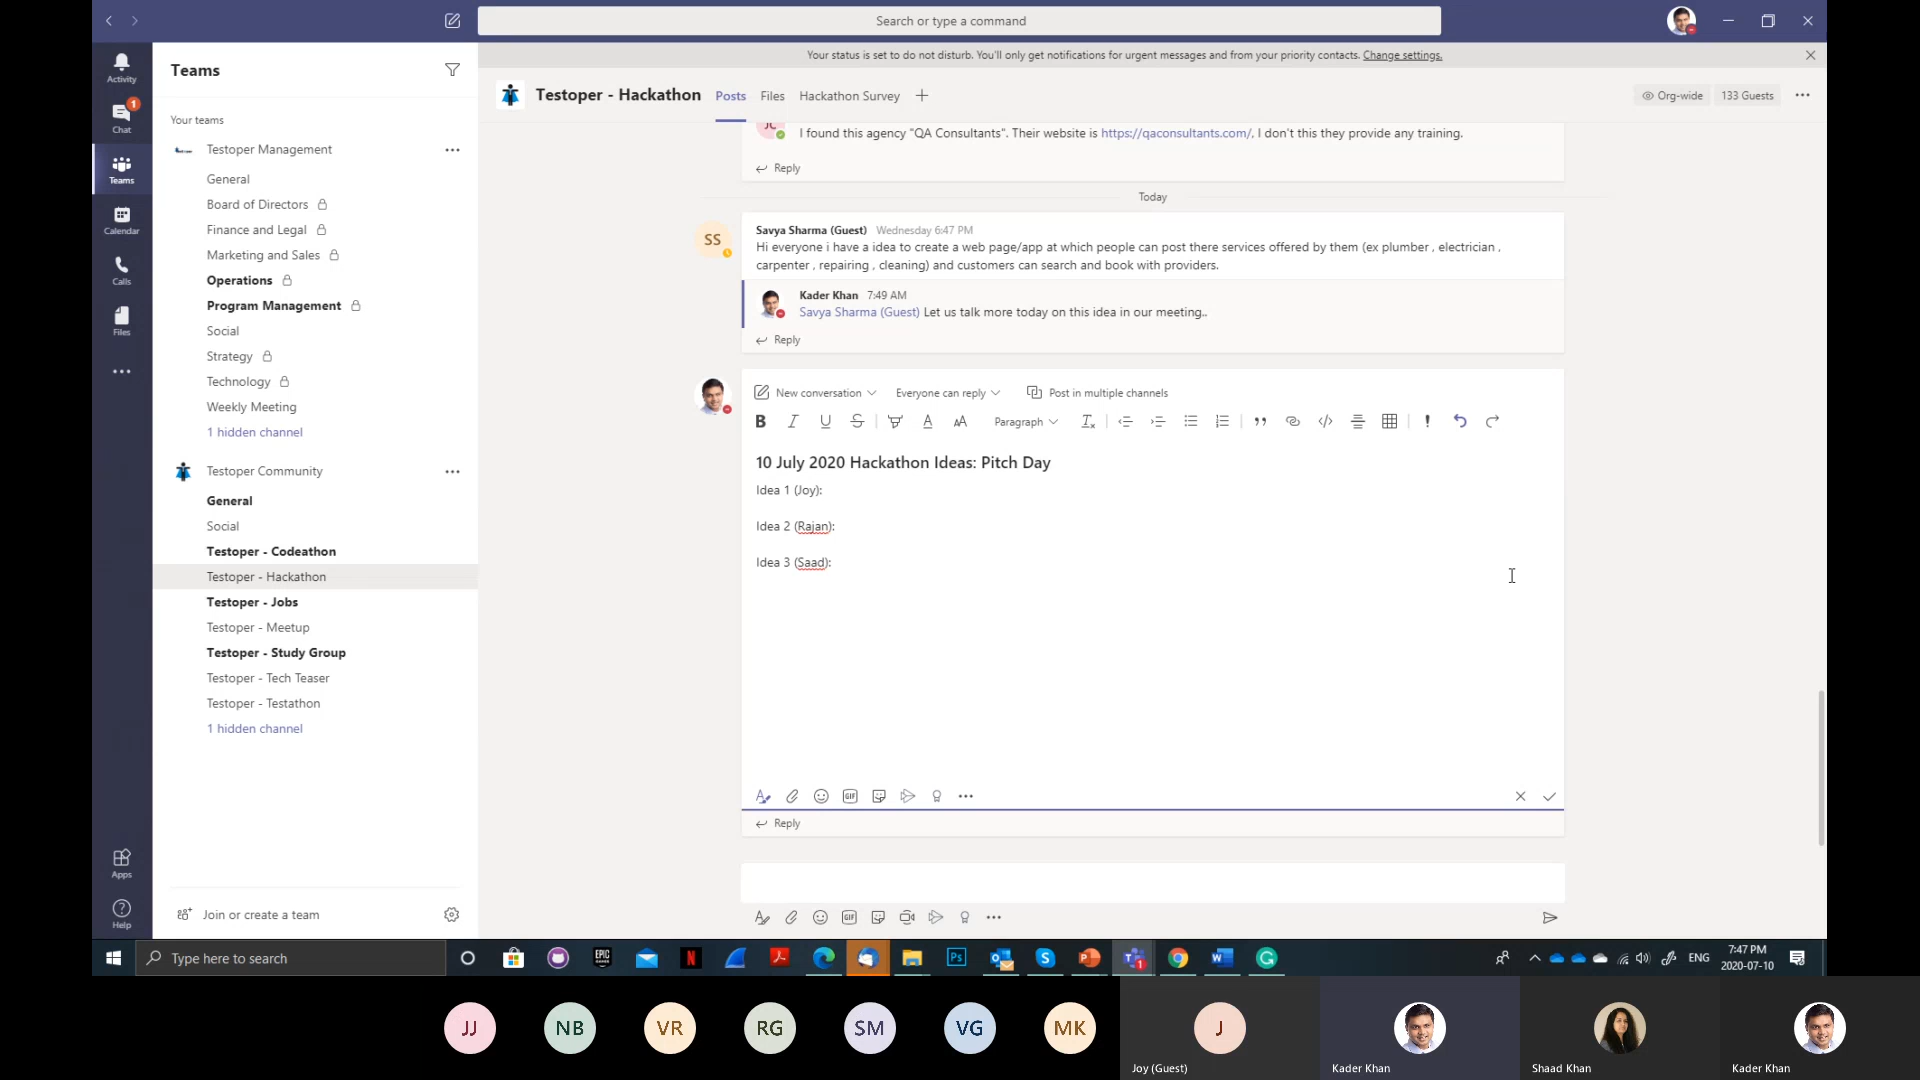 Search or type a command
Your status is set to do not disturb. You'll only get notifications for urgent messages and from your priority contacts. Change settings.
Activity
1
Chat
Teams
Calendar
Calls
Files
Apps
Help
Teams
Your teams
Testoper Management
General
Board of Directors
Finance and Legal
Marketing and Sales
Operations
Program Management
Social
Strategy
Technology
Weekly Meeting
1 hidden channel
Testoper Community
General
Social
Testoper - Codeathon
Testoper - Hackathon
Testoper - Jobs
Testoper - Meetup
Testoper - Study Group
Testoper - Tech Teaser
Testoper - Testathon
1 hidden channel
Join or create a team
Testoper - Hackathon Posts Files Hackathon Survey Org-wide 133 Guests
JC I found this agency "QA Consultants". Their website is https://qaconsultants.com/, I don't this they provide any training.
Reply
Today
SS Savya Sharma (Guest) Wednesday 6:47 PM
Hi everyone i have a idea to create a web page/app at which people can post there services offered by them (ex plumber , electrician ,
carpenter , repairing , cleaning) and customers can search and book with providers.
Kader Khan 7:49 AM
Savya Sharma (Guest) Let us talk more today on this idea in our meeting..
Reply
New conversation Everyone can reply Post in multiple channels
B I U S A AA Paragraph
10 July 2020 Hackathon Ideas: Pitch Day
Idea 1 (Joy):
Idea 2 (Rajan):
Idea 3 (Saad):
GIF
Reply
GIF
Type here to search EPIC GAMES N Ps S P 1 W G ENG 7:47 PM
2020-07-10
JJ NB VR RG SM VG MK J
Joy (Guest) Kader Khan Shaad Khan Kader Khan